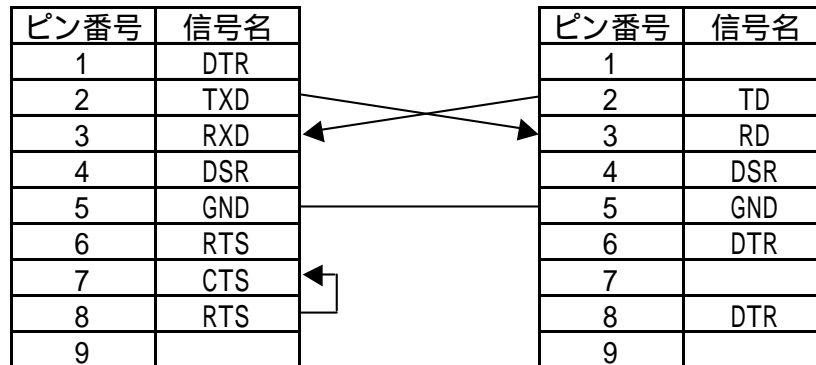 ピン番号 信号名 ピン番号 信号名
1 DTR 1
2 TXD 2 TD
3 RXD 3 RD
4 DSR 4 DSR
5 GND 5 GND
6 RTS 6 DTR
7 CTS 7
8 RTS 8 DTR
9 9